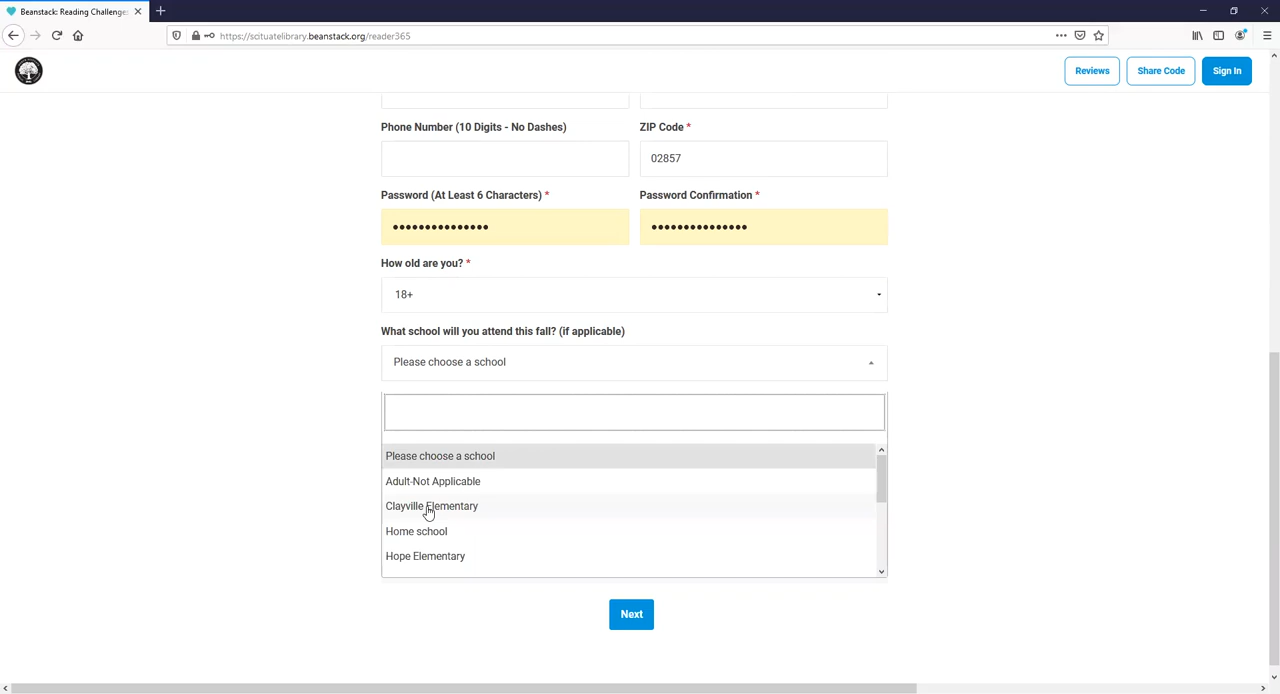 Beanstack: Reading Challenges
https://scituatelibrary.beanstack.org/reader365
Reviews
Share Code
Sign In
Phone Number (10 Digits - No Dashes)
ZIP Code *
02857
Password (At Least 6 Characters) *
Password Confirmation *
•••••••••••••••
•••••••••••••••
How old are you? *
18+
What school will you attend this fall? (if applicable)
Please choose a school
Please choose a school
Adult-Not Applicable
Clayville Elementary
Home school
Hope Elementary
Next